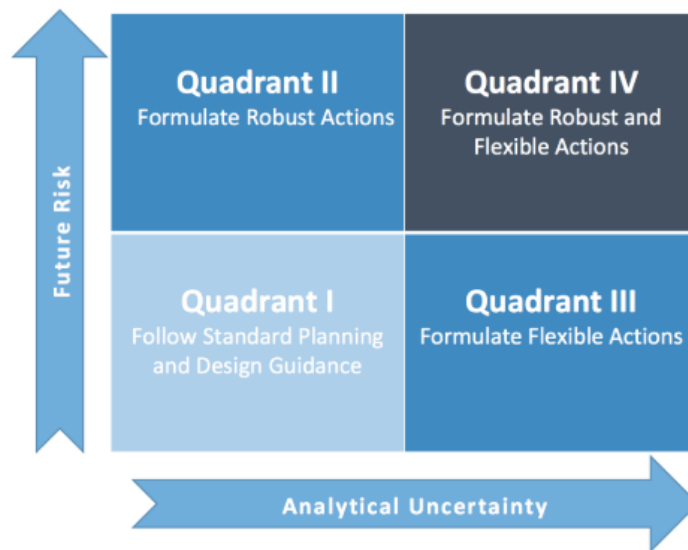 Future Risk
Quadrant II
Formulate Robust Actions
Quadrant IV
Formulate Robust and
Flexible Actions
Quadrant I
Follow Standard Planning
and Design Guidance
Quadrant III
Formulate Flexible Actions
Analytical Uncertainty